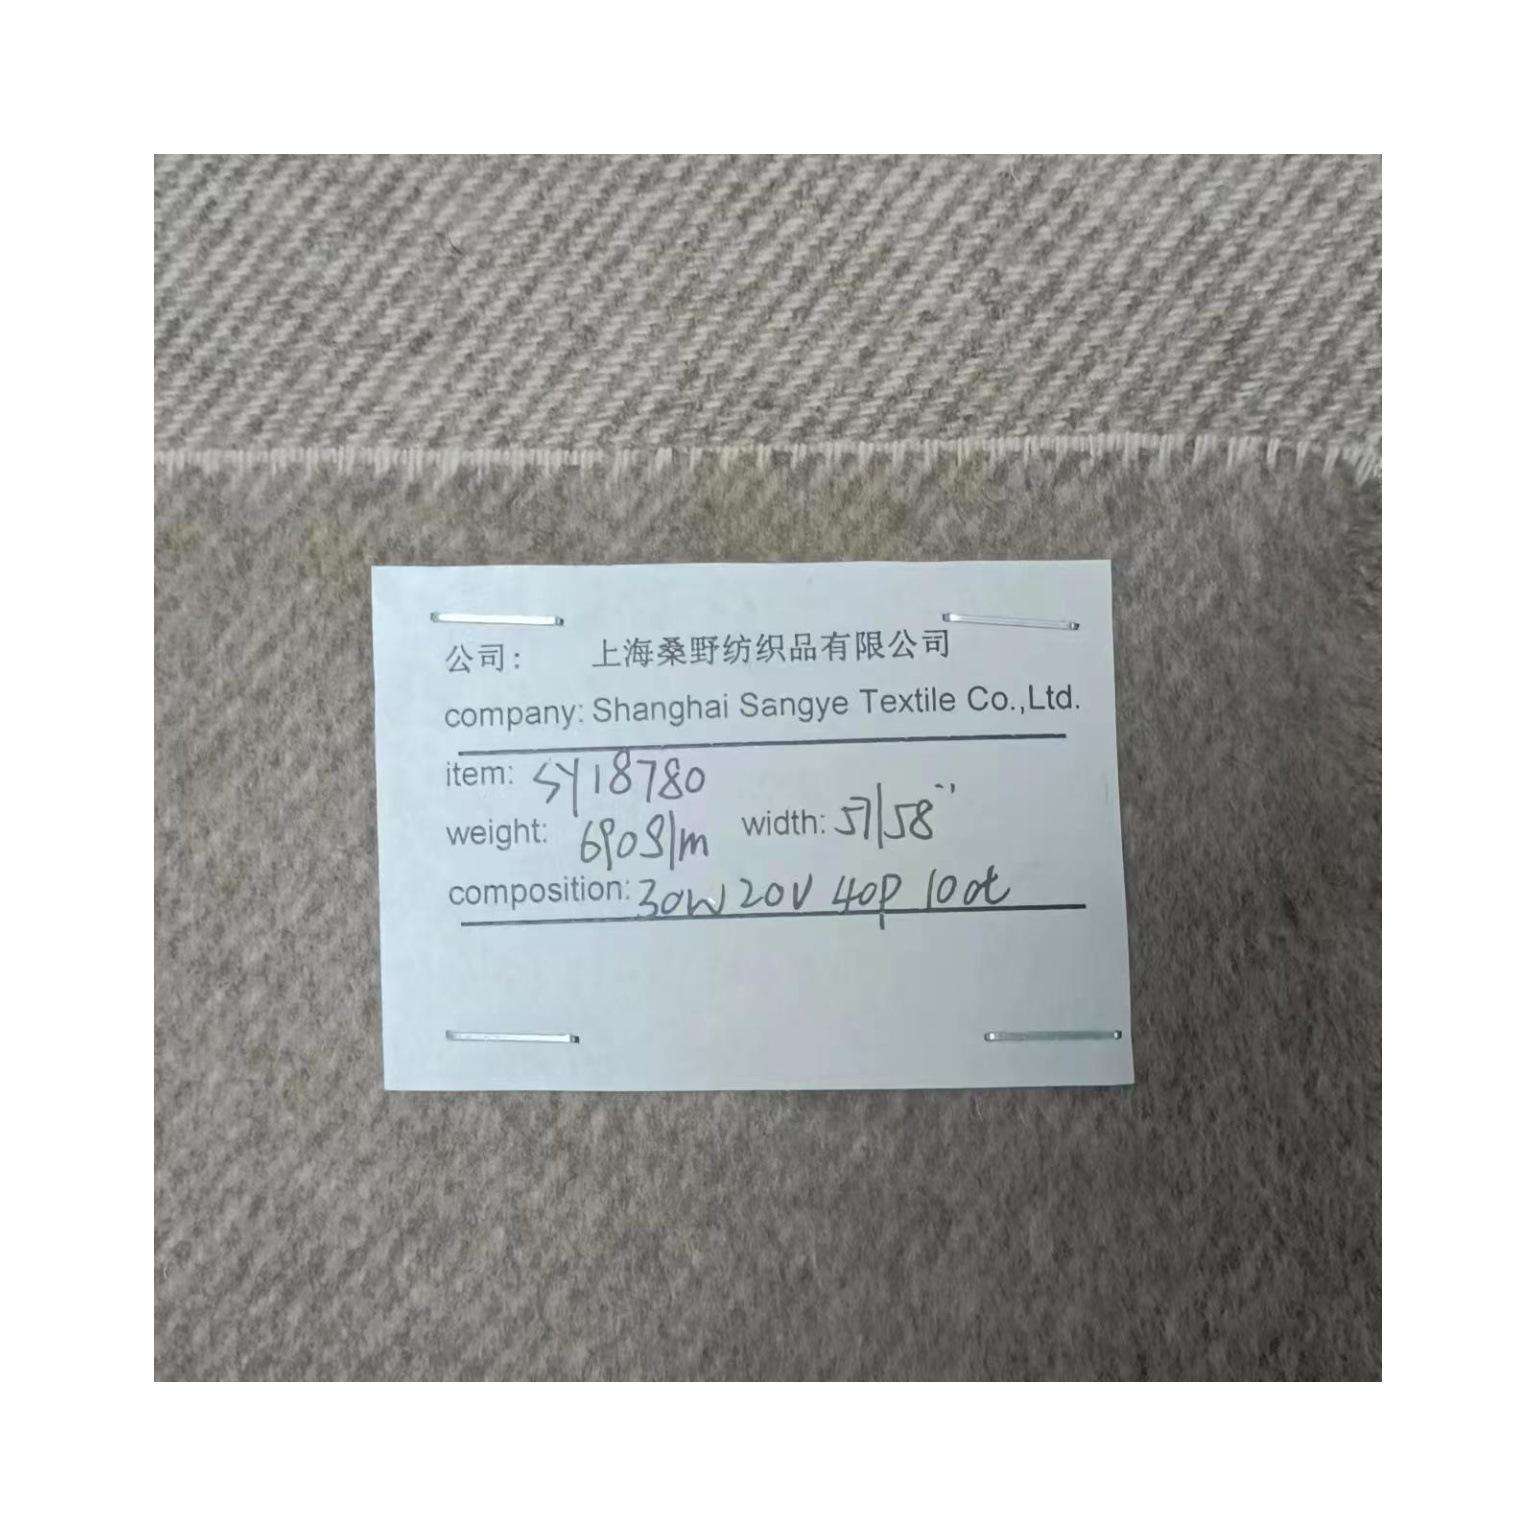 公司： 上海桑野纺织品有限公司
company: Shanghai Sangye Textile Co.,Ltd.
item: SY18780
weight: 690g/m width: 57/58"
composition: 30W 20V 40P 10ot